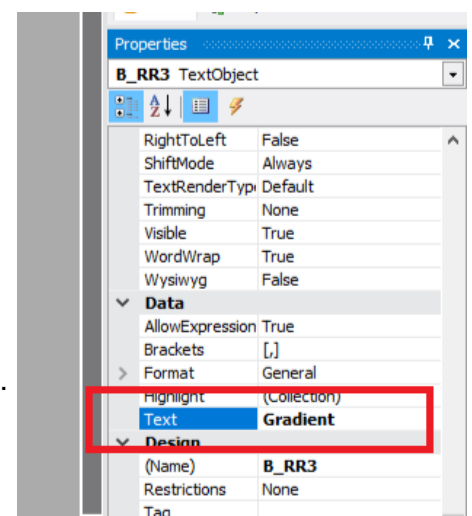 Properties
B_RR3 TextObject
RightToLeft False
ShiftMode Always
TextRenderTyp Default
Trimming None
Visible True
WordWrap True
Wysiwyg False
Data
AllowExpression True
Brackets [,]
Format General
Highlight (Collection)
Text Gradient
Design
(Name) B_RR3
Restrictions None
Tag